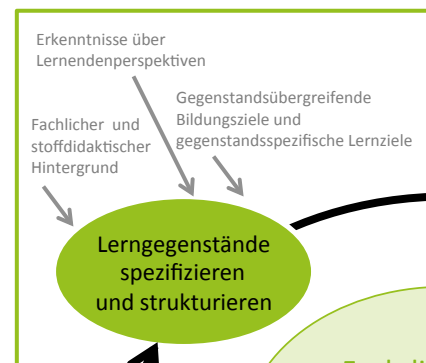 Erkenntnisse über
Lernendenperspektiven
Gegenstandsübergreifende
Bildungsziele und
gegenstandsspezifische Lernziele
Fachlicher und
stoffdidaktischer
Hintergrund
Lerngegenstände
spezifizieren
und strukturieren